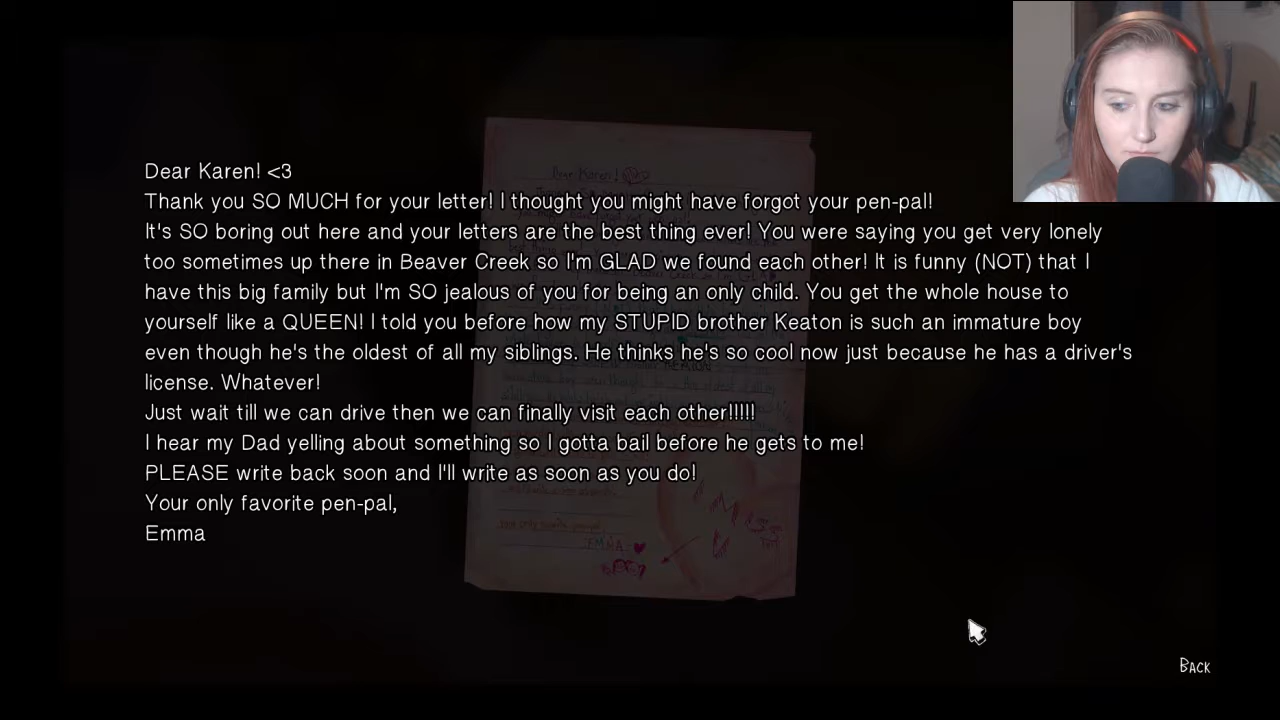 Dear Karen! <3
Thank you SO MUCH for your letter! I thought you might have forgot your pen-pal!
It's SO boring out here and your letters are the best thing ever! You were saying you get very lonely
too sometimes up there in Beaver Creek so I'm GLAD we found each other! It is funny (NOT) that I
have this big family but I'm SO jealous of you for being an only child. You get the whole house to
yourself like a QUEEN! I told you before how my STUPID brother Keaton is such an immature boy
even though he's the oldest of all my siblings. He thinks he's so cool now just because he has a driver's
license. Whatever!
Just wait till we can drive then we can finally visit each other!!!!!
I hear my Dad yelling about something so I gotta bail before he gets to me!
PLEASE write back soon and I'll write as soon as you do!
Your only favorite pen-pal,
Emma
Dear Karen!
EMMA
BACK